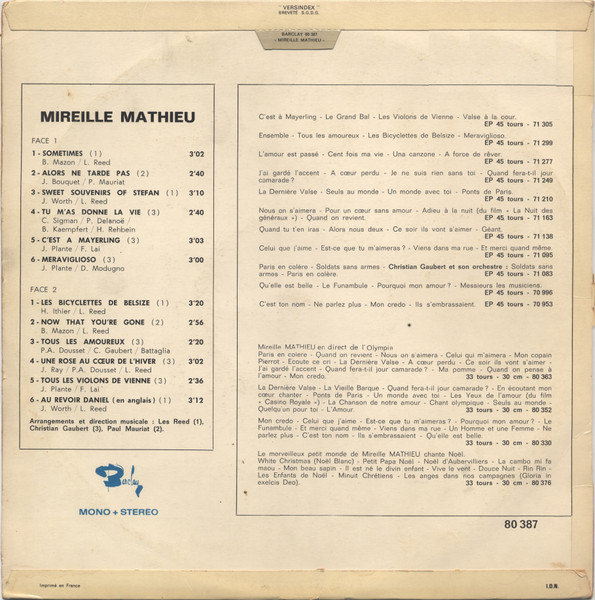 " VERSINDEX "
BREVETÉ S.G.D.G.
BARCLAY 80 387
- MIREILLE MATHIEU -
MIREILLE MATHIEU
FACE 1
1 - SOMETIMES (1) 3'02
B. Mazon / L. Reed
2 - ALORS NE TARDE PAS (2) 2'40
J. Bouquet / P. Mauriat
3 - SWEET SOUVENIRS OF STEFAN (1) 3'10
J. Worth / L. Reed
4 - TU M'AS DONNE LA VIE (3) 2'40
C. Sigman / P. Delanoë /
B. Kaempfert / H. Rehbein
5 - C'EST A MAYERLING (3) 3'03
J. Plante / F. Laï
6 - MERAVIGLIOSO (3) 3'00
J. Plante / D. Modugno
FACE 2
1 - LES BICYCLETTES DE BELSIZE (1) 3'20
H. Ithier / L. Reed
2 - NOW THAT YOU'RE GONE (2) 2'56
B. Mazon / L. Reed
3 - TOUS LES AMOUREUX (3) 2'20
P.A. Dousset / C. Gaubert / Battaglia
4 - UNE ROSE AU CŒUR DE L'HIVER (3) 3'02
J. Ray / P.A. Dousset / L. Reed
5 - TOUS LES VIOLONS DE VIENNE (3) 2'36
J. Plante / F. Laï
6 - AU REVOIR DANIEL (en anglais) (1) 3'12
J. Worth / L. Reed
Arrangements et direction musicale : Les Reed (1),
Christian Gaubert (3), Paul Mauriat (2).
Barclay
MONO + STEREO
C'est à Mayerling - Le Grand Bal - Les Violons de Vienne - Valse à la cour.
EP 45 tours - 71 305
Ensemble - Tous les amoureux - Les Bicyclettes de Belsize - Meraviglioso.
EP 45 tours - 71 299
L'amour est passé - Cent fois ma vie - Una canzone - A force de rêver.
EP 45 tours - 71 277
J'ai gardé l'accent - A cœur perdu - Je ne suis rien sans toi - Quand fera-t-il jour
camarade ? EP 45 tours - 71 249
La Dernière Valse - Seuls au monde - Un monde avec toi - Ponts de Paris.
EP 45 tours - 71 210
Nous on s'aimera - Pour un cœur sans amour - Adieu à la nuit (du film « La Nuit des
généraux ») - Quand on revient. EP 45 tours - 71 163
Quand tu t'en iras - Alors nous deux - Ce soir ils vont s'aimer - Géant.
EP 45 tours - 71 136
Celui que j'aime - Est-ce que tu m'aimeras ? - Viens dans ma rue - Et merci quand même.
EP 45 tours - 71 095
Paris en colère - Soldats sans armes - Christian Gaubert et son orchestre : Soldats sans
armes - Paris en colère. EP 45 tours - 71 083
Qu'elle est belle - Le Funambule - Pourquoi mon amour ? - Messieurs les musiciens.
EP 45 tours - 70 996
C'est ton nom - Ne parlez plus - Mon credo - Ils s'embrassaient. EP 45 tours - 70 953
Mireille MATHIEU en direct de l'Olympia
Paris en colère - Quand on revient - Nous on s'aimera - Celui qui m'aimera - Mon copain
Pierrot - Ecoute ce cri - La Dernière Valse - A cœur perdu - Ce soir ils vont s'aimer -
J'ai gardé l'accent - Quand fera-t-il jour camarade ? - Ma pomme - Quand on pense à
l'amour - Mon credo. 33 tours - 30 cm - 80 363
La Dernière Valse - La Vieille Barque - Quand fera-t-il jour camarade ? - En écoutant mon
cœur chanter - Ponts de Paris - Un monde avec toi - Les Yeux de l'amour (du film
« Casino Royale ») - La Chanson de notre amour - Chant olympique - Seuls au monde -
Quelqu'un pour toi - L'Amour. 33 tours - 30 cm - 80 352
Mon credo - Celui que j'aime - Est-ce que tu m'aimeras ? - Pourquoi mon amour ? - Le
Funambule - Et merci quand même - Viens dans ma rue - Un Homme et une Femme - Ne
parlez plus - C'est ton nom - Ils s'embrassaient - Qu'elle est belle.
33 tours - 30 cm - 80 330
Le merveilleux petit monde de Mireille MATHIEU chante Noël.
White Christmas (Noël Blanc) - Petit Papa Noël - Noël d'Aubervilliers - La cambo mi fa
maou - Mon beau sapin - Il est né le divin enfant - Vive le vent - Douce Nuit - Rin Rin -
Les Enfants de Noël - Minuit Chrétiens - Les anges dans nos campagnes (Gloria in
exelcis Deo). 33 tours - 30 cm - 80 376
80 387
Imprimé en France
I.D.N.